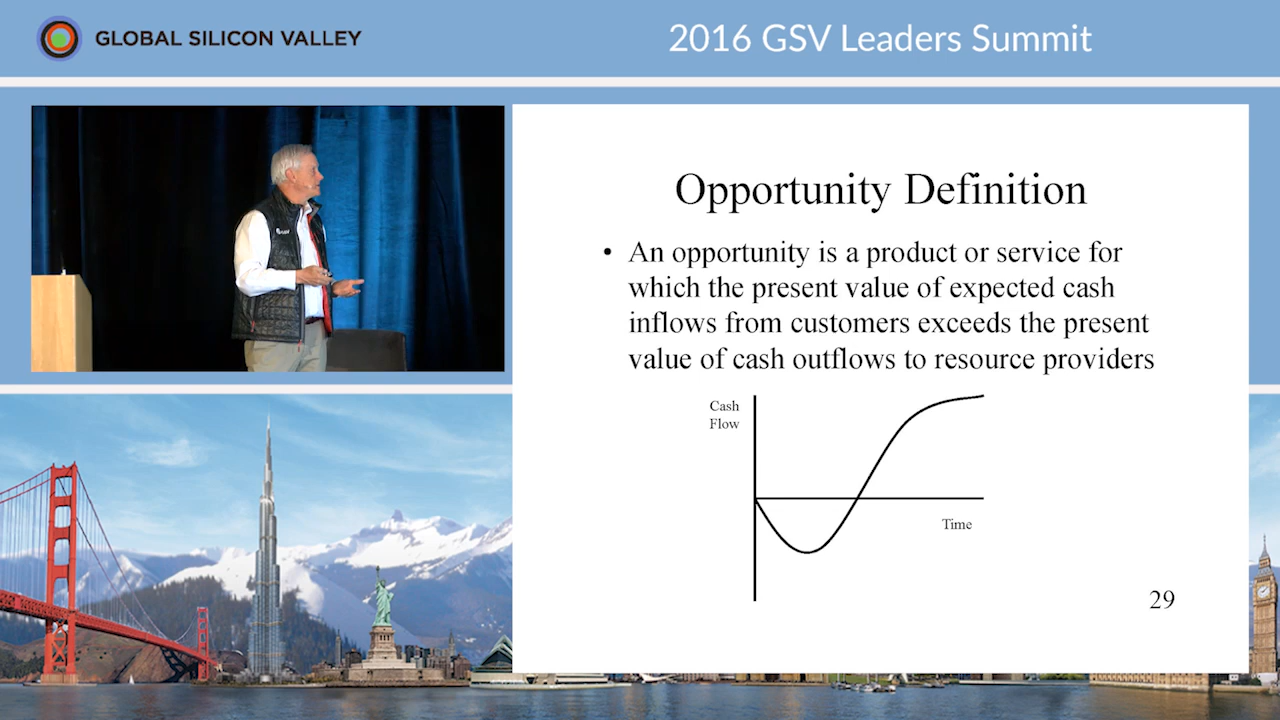 GLOBAL SILICON VALLEY
2016 GSV Leaders Summit
Opportunity Definition
• An opportunity is a product or service for
which the present value of expected cash
inflows from customers exceeds the present
value of cash outflows to resource providers
Cash
Flow
Time
29